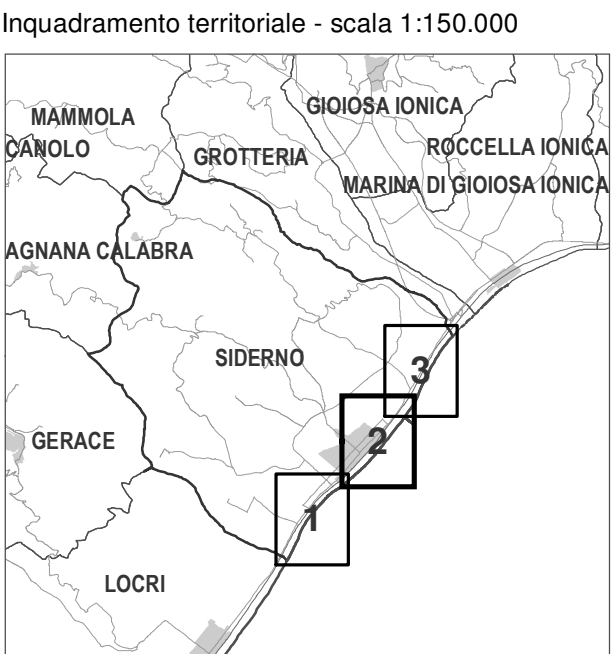 Inquadramento territoriale - scala 1:150.000
GIOIOSA IONICA
MAMMOLA
CANOLO
GROTTERIA
ROCCELLA IONICA
MARINA DI GIOIOSA IONICA
AGNANA CALABRA
SIDERNO
3
GERACE
2
1
LOCRI